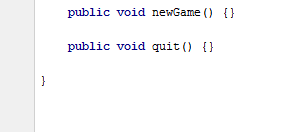 public void newGame() {}
public void quit() {}
}